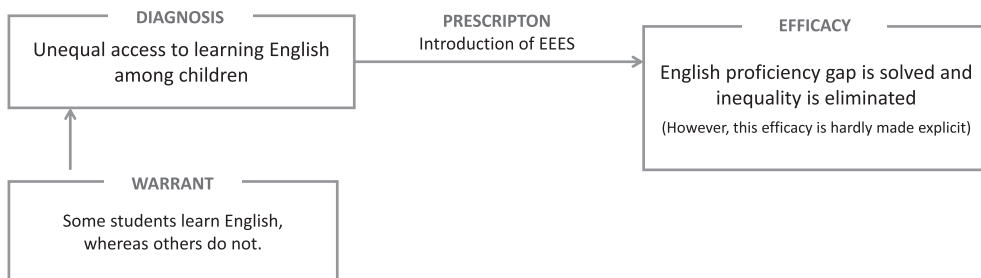 DIAGNOSIS
Unequal access to learning English
among children
PRESCRIPTON
Introduction of EEES
EFFICACY
English proficiency gap is solved and
inequality is eliminated
(However, this efficacy is hardly made explicit)
WARRANT
Some students learn English,
whereas others do not.